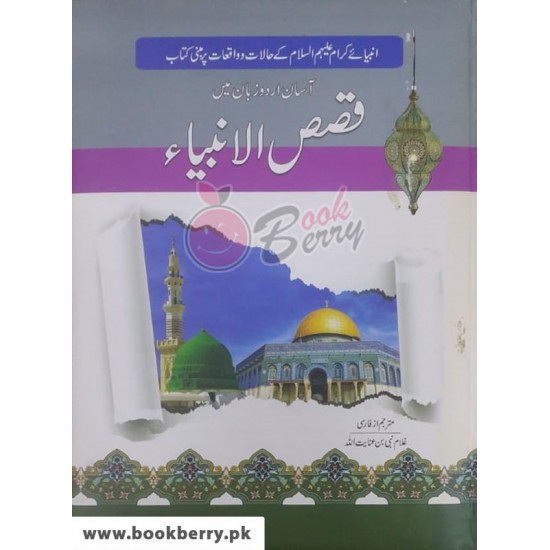 انبیائے کرام علیہم السلام کے حالات و واقعات پر مبنی کتاب
آسان اردو زبان میں
قصص الانبیاء
Book
Berry
مترجم از فارسی
غلام نبی بن عنایت اللہ
www.bookberry.pk